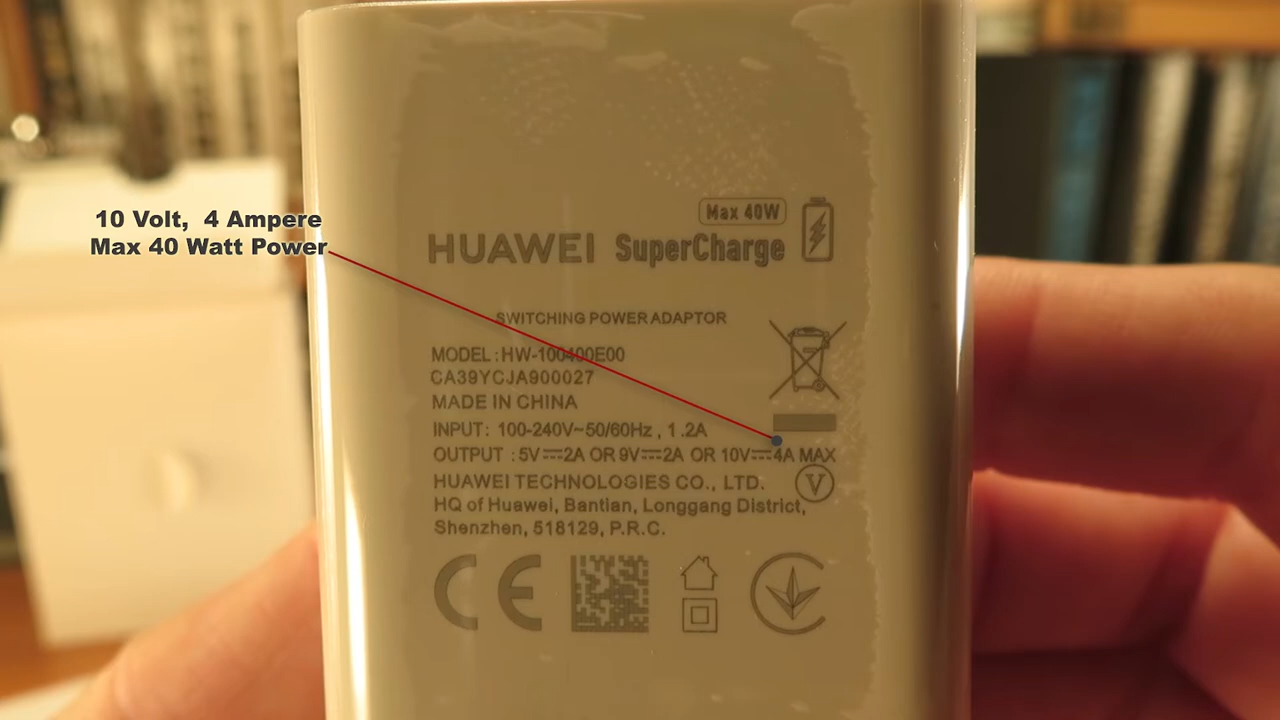 10 Volt, 4 Ampere
Max 40 Watt Power
Max 40W
HUAWEI SuperCharge
SWITCHING POWER ADAPTOR
MODEL : HW-100400E00
CA39YCJA900027
MADE IN CHINA
INPUT: 100-240V~50/60Hz , 1.2A
OUTPUT : 5V⎓2A OR 9V⎓2A OR 10V⎓4A MAX
HUAWEI TECHNOLOGIES CO., LTD.
V
HQ of Huawei, Bantian, Longgang District,
Shenzhen, 518129, P.R.C.
CE